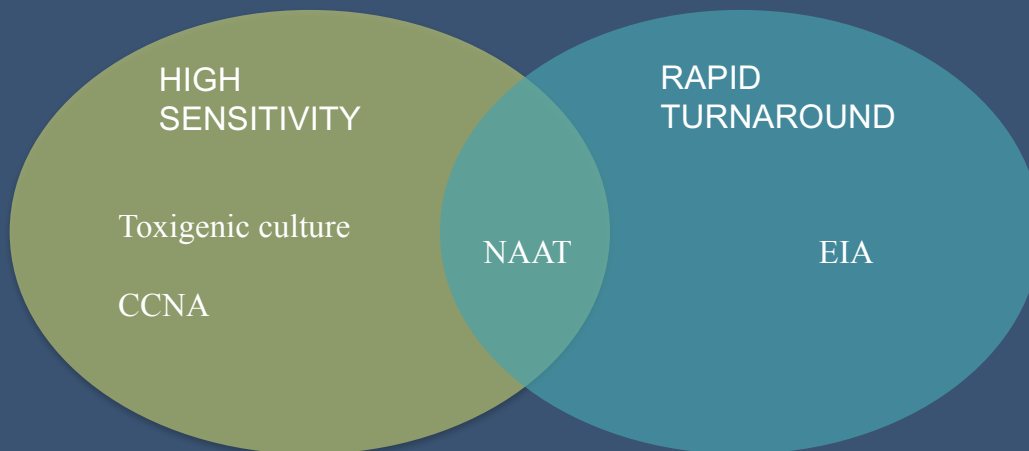 HIGH
SENSITIVITY
RAPID
TURNAROUND
Toxigenic culture
CCNA
NAAT
EIA